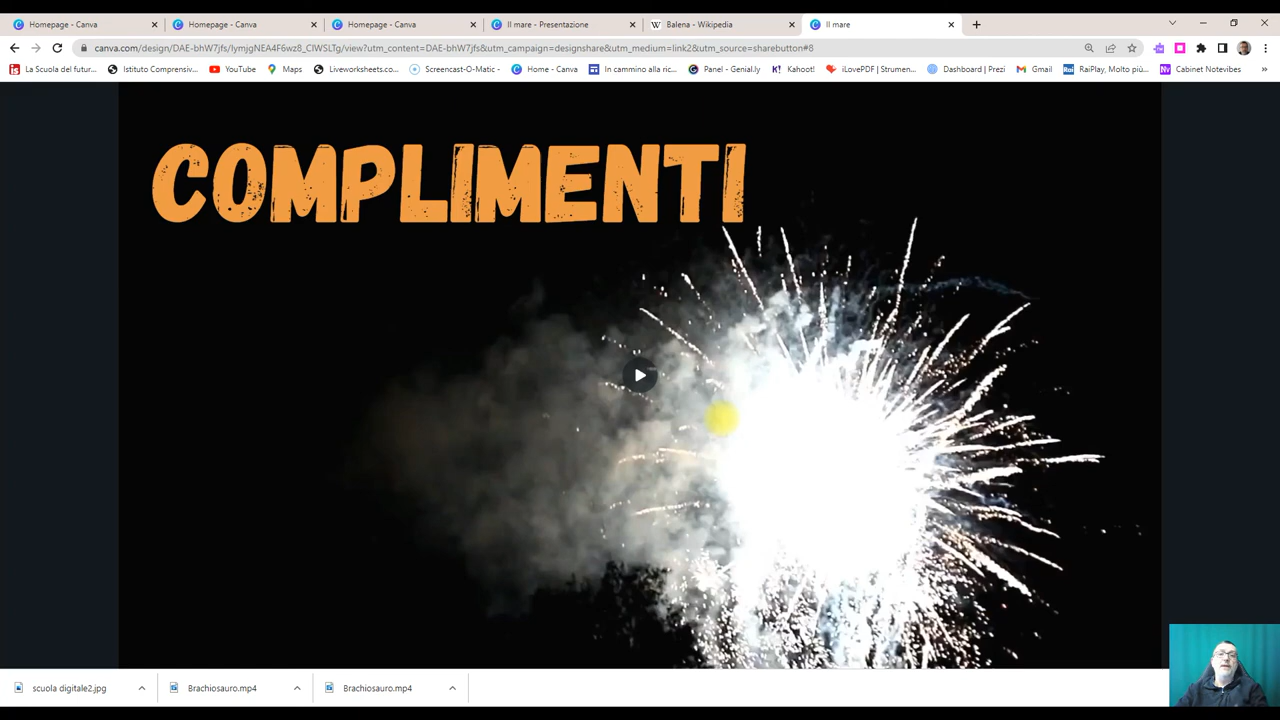 Homepage - Canva
Homepage - Canva
Homepage - Canva
Il mare - Presentazione
Balena - Wikipedia
Il mare
canva.com/design/DAE-bhW7jfs/lymjgNEA4F6wz8_ClWSLTg/view?utm_content=DAE-bhW7jfs&utm_campaign=designshare&utm_medium=link2&utm_source=sharebutton#8
La Scuola del futur...
Istituto Comprensiv...
YouTube
Maps
Liveworksheets.co...
Screencast-O-Matic -
Home - Canva
In cammino alla ric...
Panel - Genial.ly
Kahoot!
iLovePDF | Strumen...
Dashboard | Prezi
Gmail
RaiPlay, Molto più...
Cabinet Notevibes
COMPLIMENTI
scuola digitale2.jpg
Brachiosauro.mp4
Brachiosauro.mp4